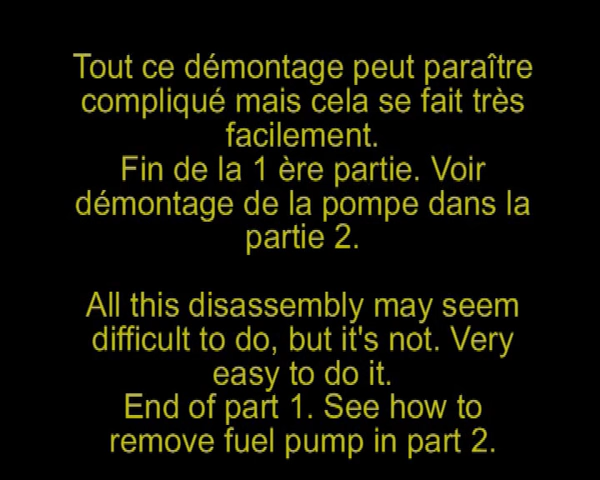 Tout ce démontage peut paraître
compliqué mais cela se fait très
facilement.
Fin de la 1 ère partie. Voir
démontage de la pompe dans la
partie 2.
All this disassembly may seem
difficult to do, but it's not. Very
easy to do it.
End of part 1. See how to
remove fuel pump in part 2.